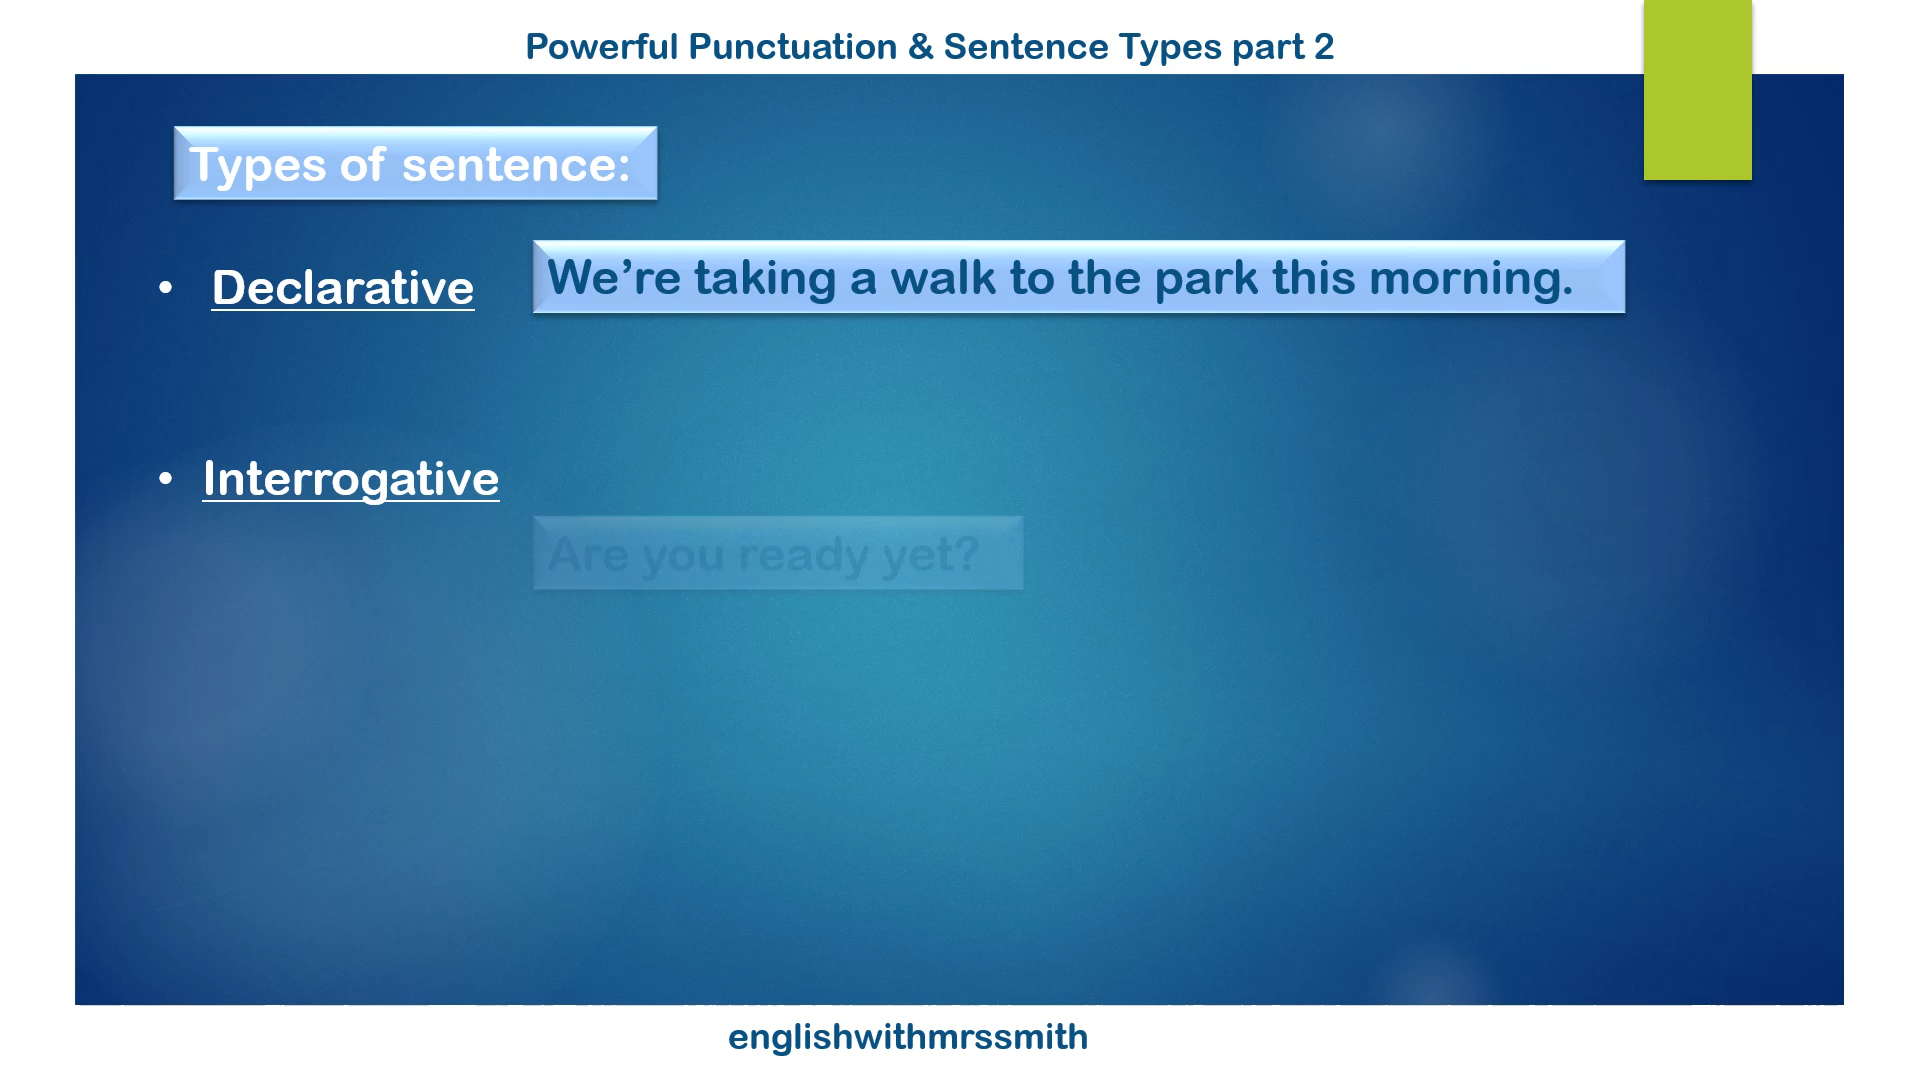 Powerful Punctuation & Sentence Types part 2
Types of sentence:
• Declarative
We’re taking a walk to the park this morning.
• Interrogative
Are you ready yet?
englishwithmrssmith